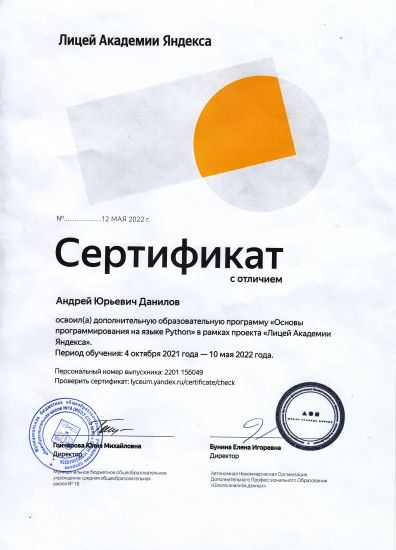 Лицей Академии Яндекса
№...................12 МАЯ 2022 г.
Сертификат
с отличием
Андрей Юрьевич Данилов
освоил(а) дополнительную образовательную программу «Основы
программирования на языке Python» в рамках проекта «Лицей Академии
Яндекса».
Период обучения: 4 октября 2021 года — 10 мая 2022 года.
Персональный номер выпускника: 2201 156049
Проверить сертификат: lyceum.yandex.ru/certificate/check
Гончарова Юлия Михайловна
Директор
Муниципальное бюджетное общеобразовательное
учреждение средняя общеобразовательная
школа № 18
Бунина Елена Игоревна
Директор
Автономная Некоммерческая Организация
Дополнительного Профессионального Образования
«Школа анализа данных»